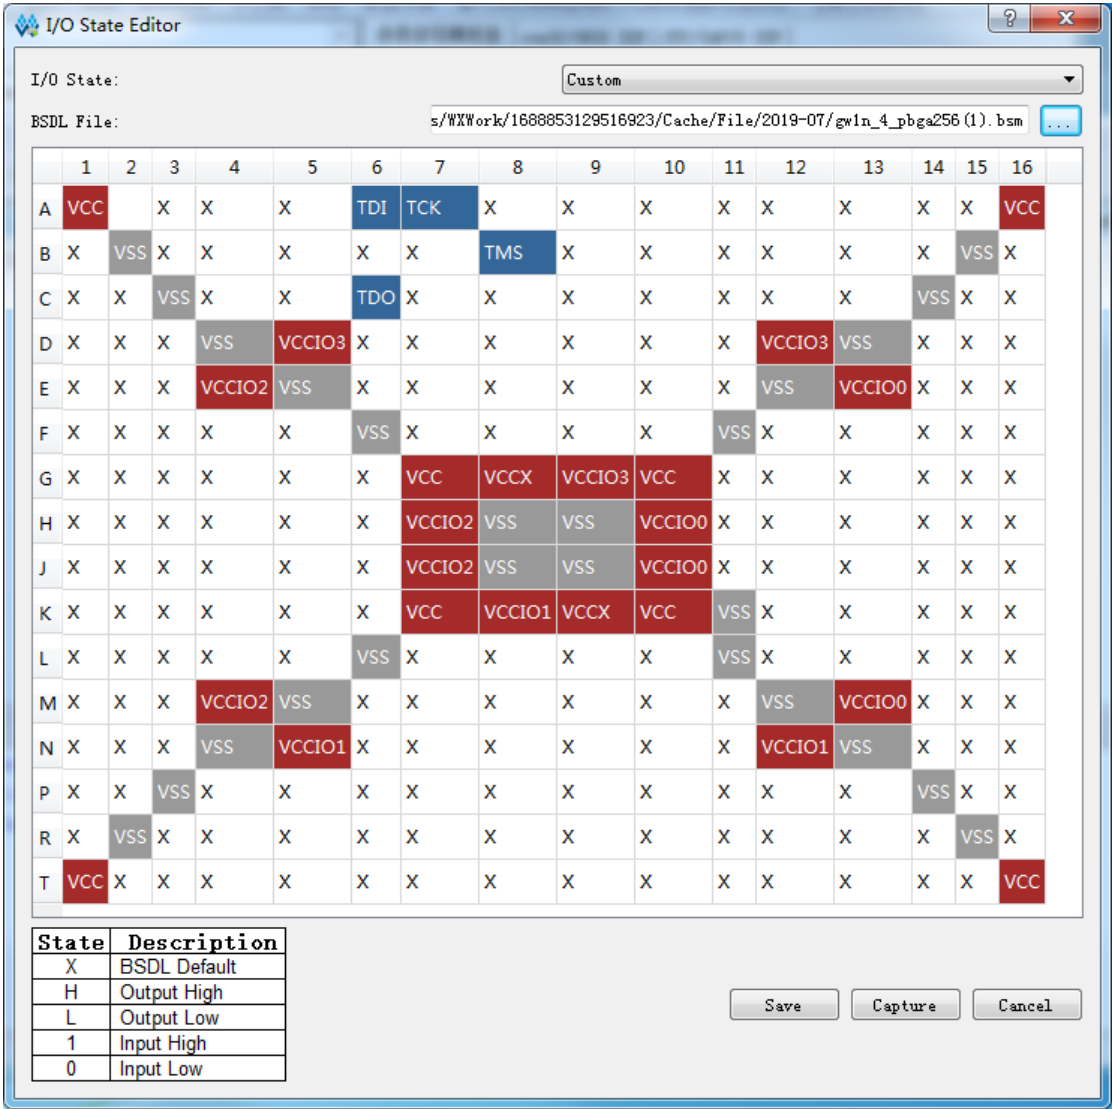 I/O State Editor
I/O State: Custom
BSDL File: s/WXWork/1688853129516923/Cache/File/2019-07/gw1n_4_pbga256(1).bsm ...
1 2 3 4 5 6 7 8 9 10 11 12 13 14 15 16
A VCC X X X TDI TCK X X X X X X X X VCC
B X VSS X X X X X TMS X X X X X X VSS X
C X X VSS X X TDO X X X X X X X VSS X X
D X X X VSS VCCIO3 X X X X X X VCCIO3 VSS X X X
E X X X VCCIO2 VSS X X X X X X VSS VCCIO0 X X X
F X X X X X VSS X X X X VSS X X X X X
G X X X X X X VCC VCCX VCCIO3 VCC X X X X X X
H X X X X X X VCCIO2 VSS VSS VCCIO0 X X X X X X
J X X X X X X VCCIO2 VSS VSS VCCIO0 X X X X X X
K X X X X X X VCC VCCIO1 VCCX VCC VSS X X X X X
L X X X X X VSS X X X X VSS X X X X X
M X X X VCCIO2 VSS X X X X X X VSS VCCIO0 X X X
N X X X VSS VCCIO1 X X X X X X VCCIO1 VSS X X X
P X X VSS X X X X X X X X X X VSS X X
R X VSS X X X X X X X X X X X X VSS X
T VCC X X X X X X X X X X X X X X VCC
State Description
X BSDL Default
H Output High
L Output Low
1 Input High
0 Input Low
Save Capture Cancel